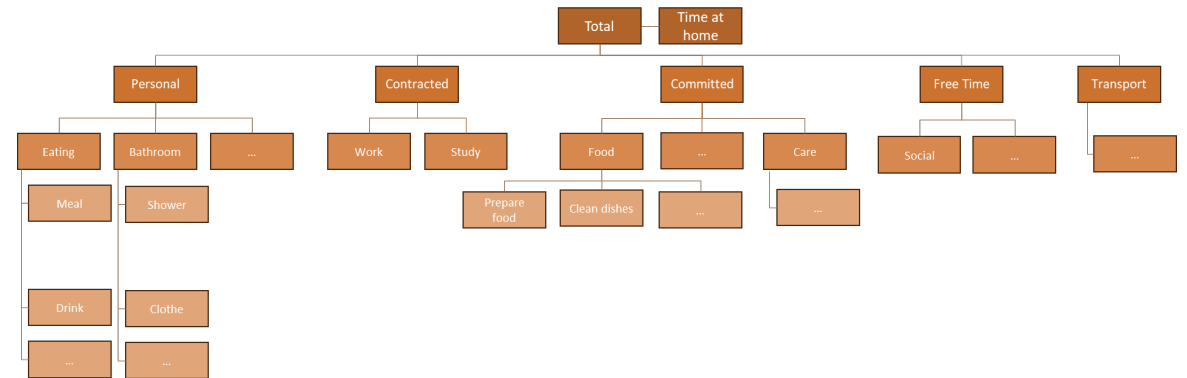 Total
Time at
home
Personal
Contracted
Committed
Free Time
Transport
Eating
Bathroom
...
Work
Study
Food
...
Care
Social
...
...
Meal
Shower
Prepare
food
Clean dishes
...
...
Drink
Clothe
...
...